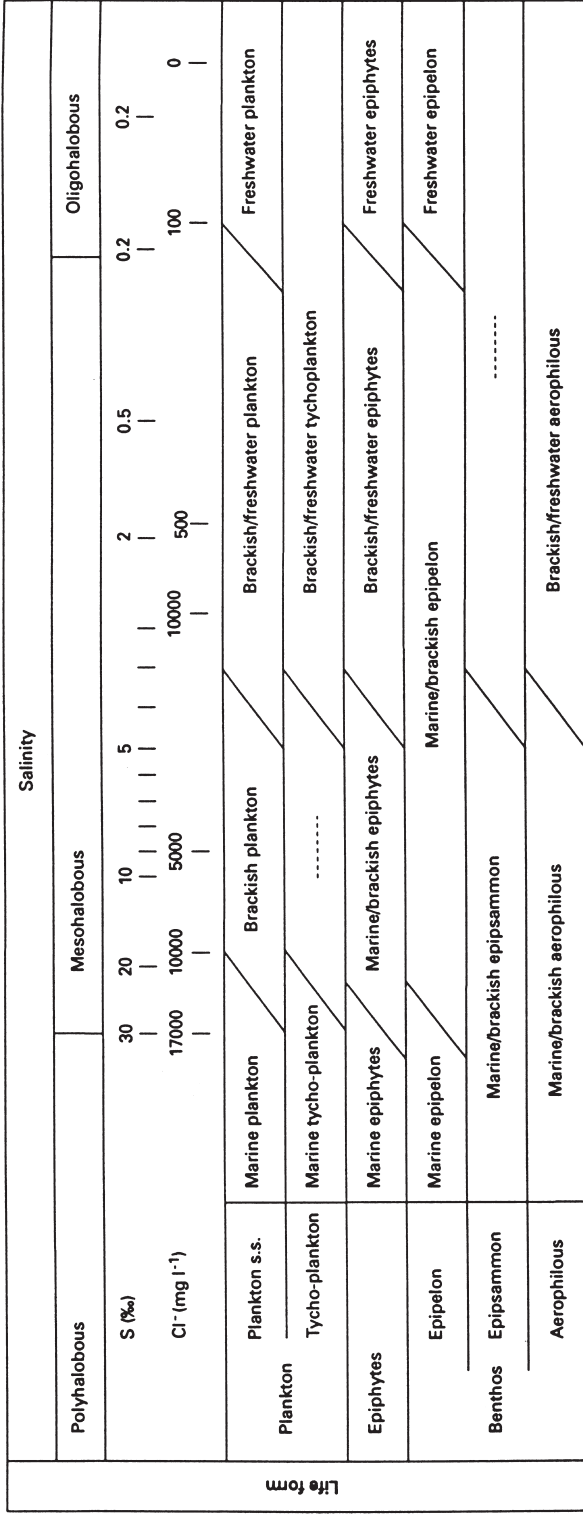 Salinity
Polyhalobous Mesohalobous Oligohalobous
S (‰) 30 20 10 5 2 0.5 0.2 0.2
Cl⁻ (mg l⁻¹) 17000 10000 5000 10000 500 100 0
Life form
Plankton
Plankton s.s. Marine plankton Brackish plankton Brackish/freshwater plankton Freshwater plankton
Tycho-plankton Marine tycho-plankton --------- Brackish/freshwater tychoplankton
Epiphytes Marine epiphytes Marine/brackish epiphytes Brackish/freshwater epiphytes Freshwater epiphytes
Benthos
Epipelon Marine epipelon Marine/brackish epipelon Freshwater epipelon
Epipsammon Marine/brackish epipsammon ---------
Aerophilous Marine/brackish aerophilous Brackish/freshwater aerophilous